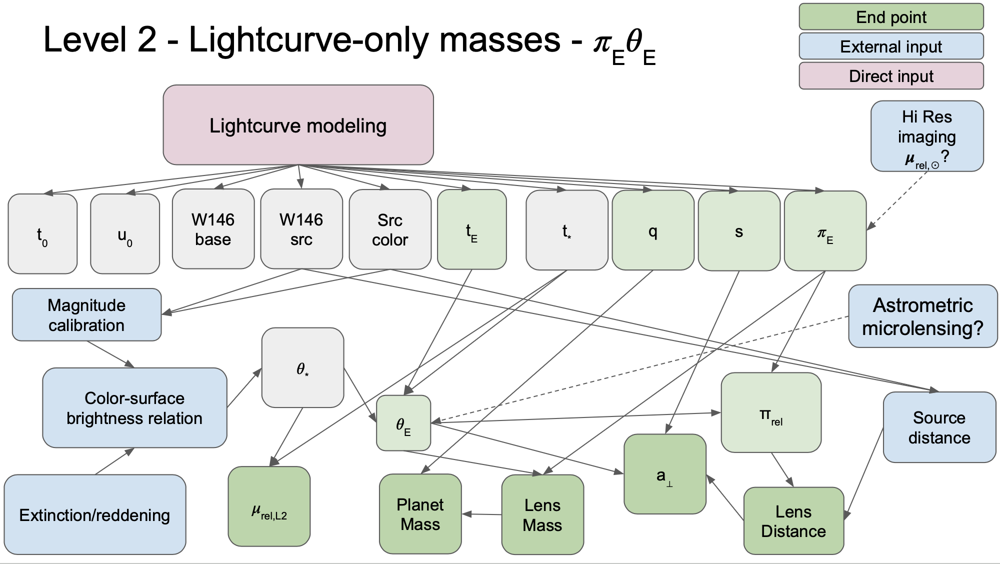 Level 2 - Lightcurve-only masses - 𝜋EθE
End point
External input
Direct input
Lightcurve modeling
Hi Res
imaging
𝝁rel,⊙?
t0
u0
W146
base
W146
src
Src
color
tE
t*
q
s
𝜋E
Magnitude
calibration
Astrometric
microlensing?
θ*
Color-surface
brightness relation
θE
πrel
Source
distance
a⊥
Extinction/reddening
μrel,L2
Planet
Mass
Lens
Mass
Lens
Distance